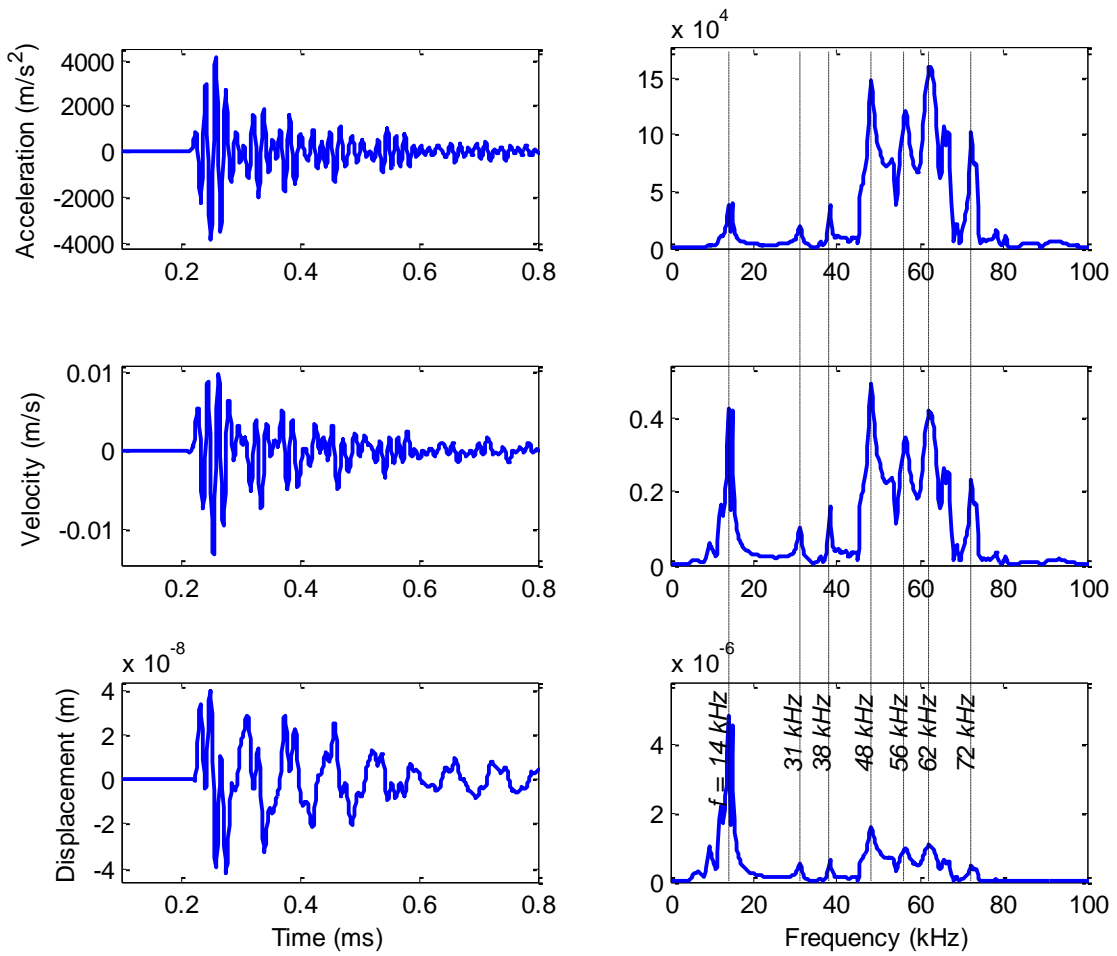 Acceleration (m/s2)
4000
2000
0
-2000
-4000
0.2 0.4 0.6 0.8
x 10^4
15
10
5
0
0 20 40 60 80 100
Velocity (m/s)
0.01
0
-0.01
0.2 0.4 0.6 0.8
0.4
0.2
0
0 20 40 60 80 100
x 10^-8
Displacement (m)
4
2
0
-2
-4
0.2 0.4 0.6 0.8
Time (ms)
x 10^-6
4
2
0
f = 14 kHz
31 kHz
38 kHz
48 kHz
56 kHz
62 kHz
72 kHz
0 20 40 60 80 100
Frequency (kHz)